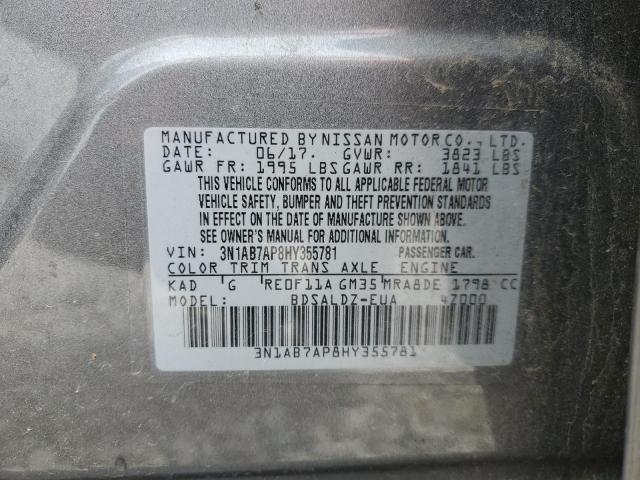 MANUFACTURED BY NISSAN MOTOR CO., LTD.
DATE: 06/17. GVWR: 3823 LBS
GAWR FR: 1995 LBS GAWR RR: 1841 LBS
THIS VEHICLE CONFORMS TO ALL APPLICABLE FEDERAL MOTOR
VEHICLE SAFETY, BUMPER AND THEFT PREVENTION STANDARDS
IN EFFECT ON THE DATE OF MANUFACTURE SHOWN ABOVE.
SEE OWNER'S MANUAL FOR ADDITIONAL INFORMATION.
VIN: 3N1AB7AP8HY355781 PASSENGER CAR.
COLOR TRIM TRANS AXLE ENGINE
KAD G RE0F11A GM35 MRA8DE 1798 CC
MODEL: BDSALDZ-EUA 4Z000
3N1AB7AP8HY355781